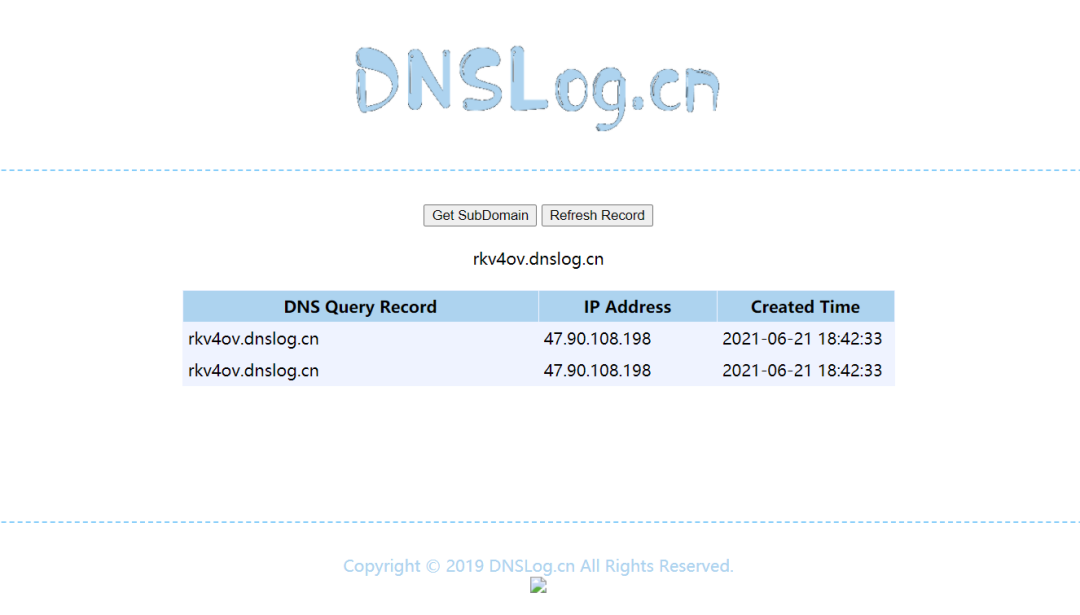 DNSLog.cn
Get SubDomain Refresh Record
rkv4ov.dnslog.cn
DNS Query Record IP Address Created Time
rkv4ov.dnslog.cn 47.90.108.198 2021-06-21 18:42:33
rkv4ov.dnslog.cn 47.90.108.198 2021-06-21 18:42:33
Copyright © 2019 DNSLog.cn All Rights Reserved.